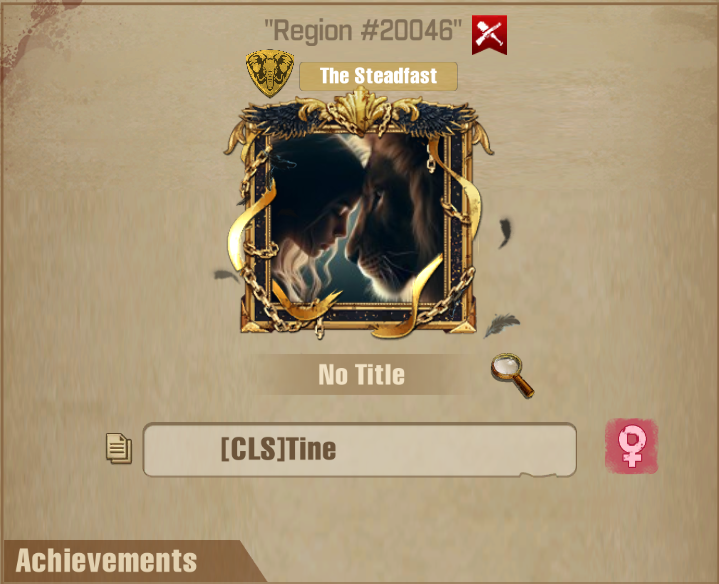 "Region #20046"
The Steadfast
No Title
[CLS]Tine
Achievements